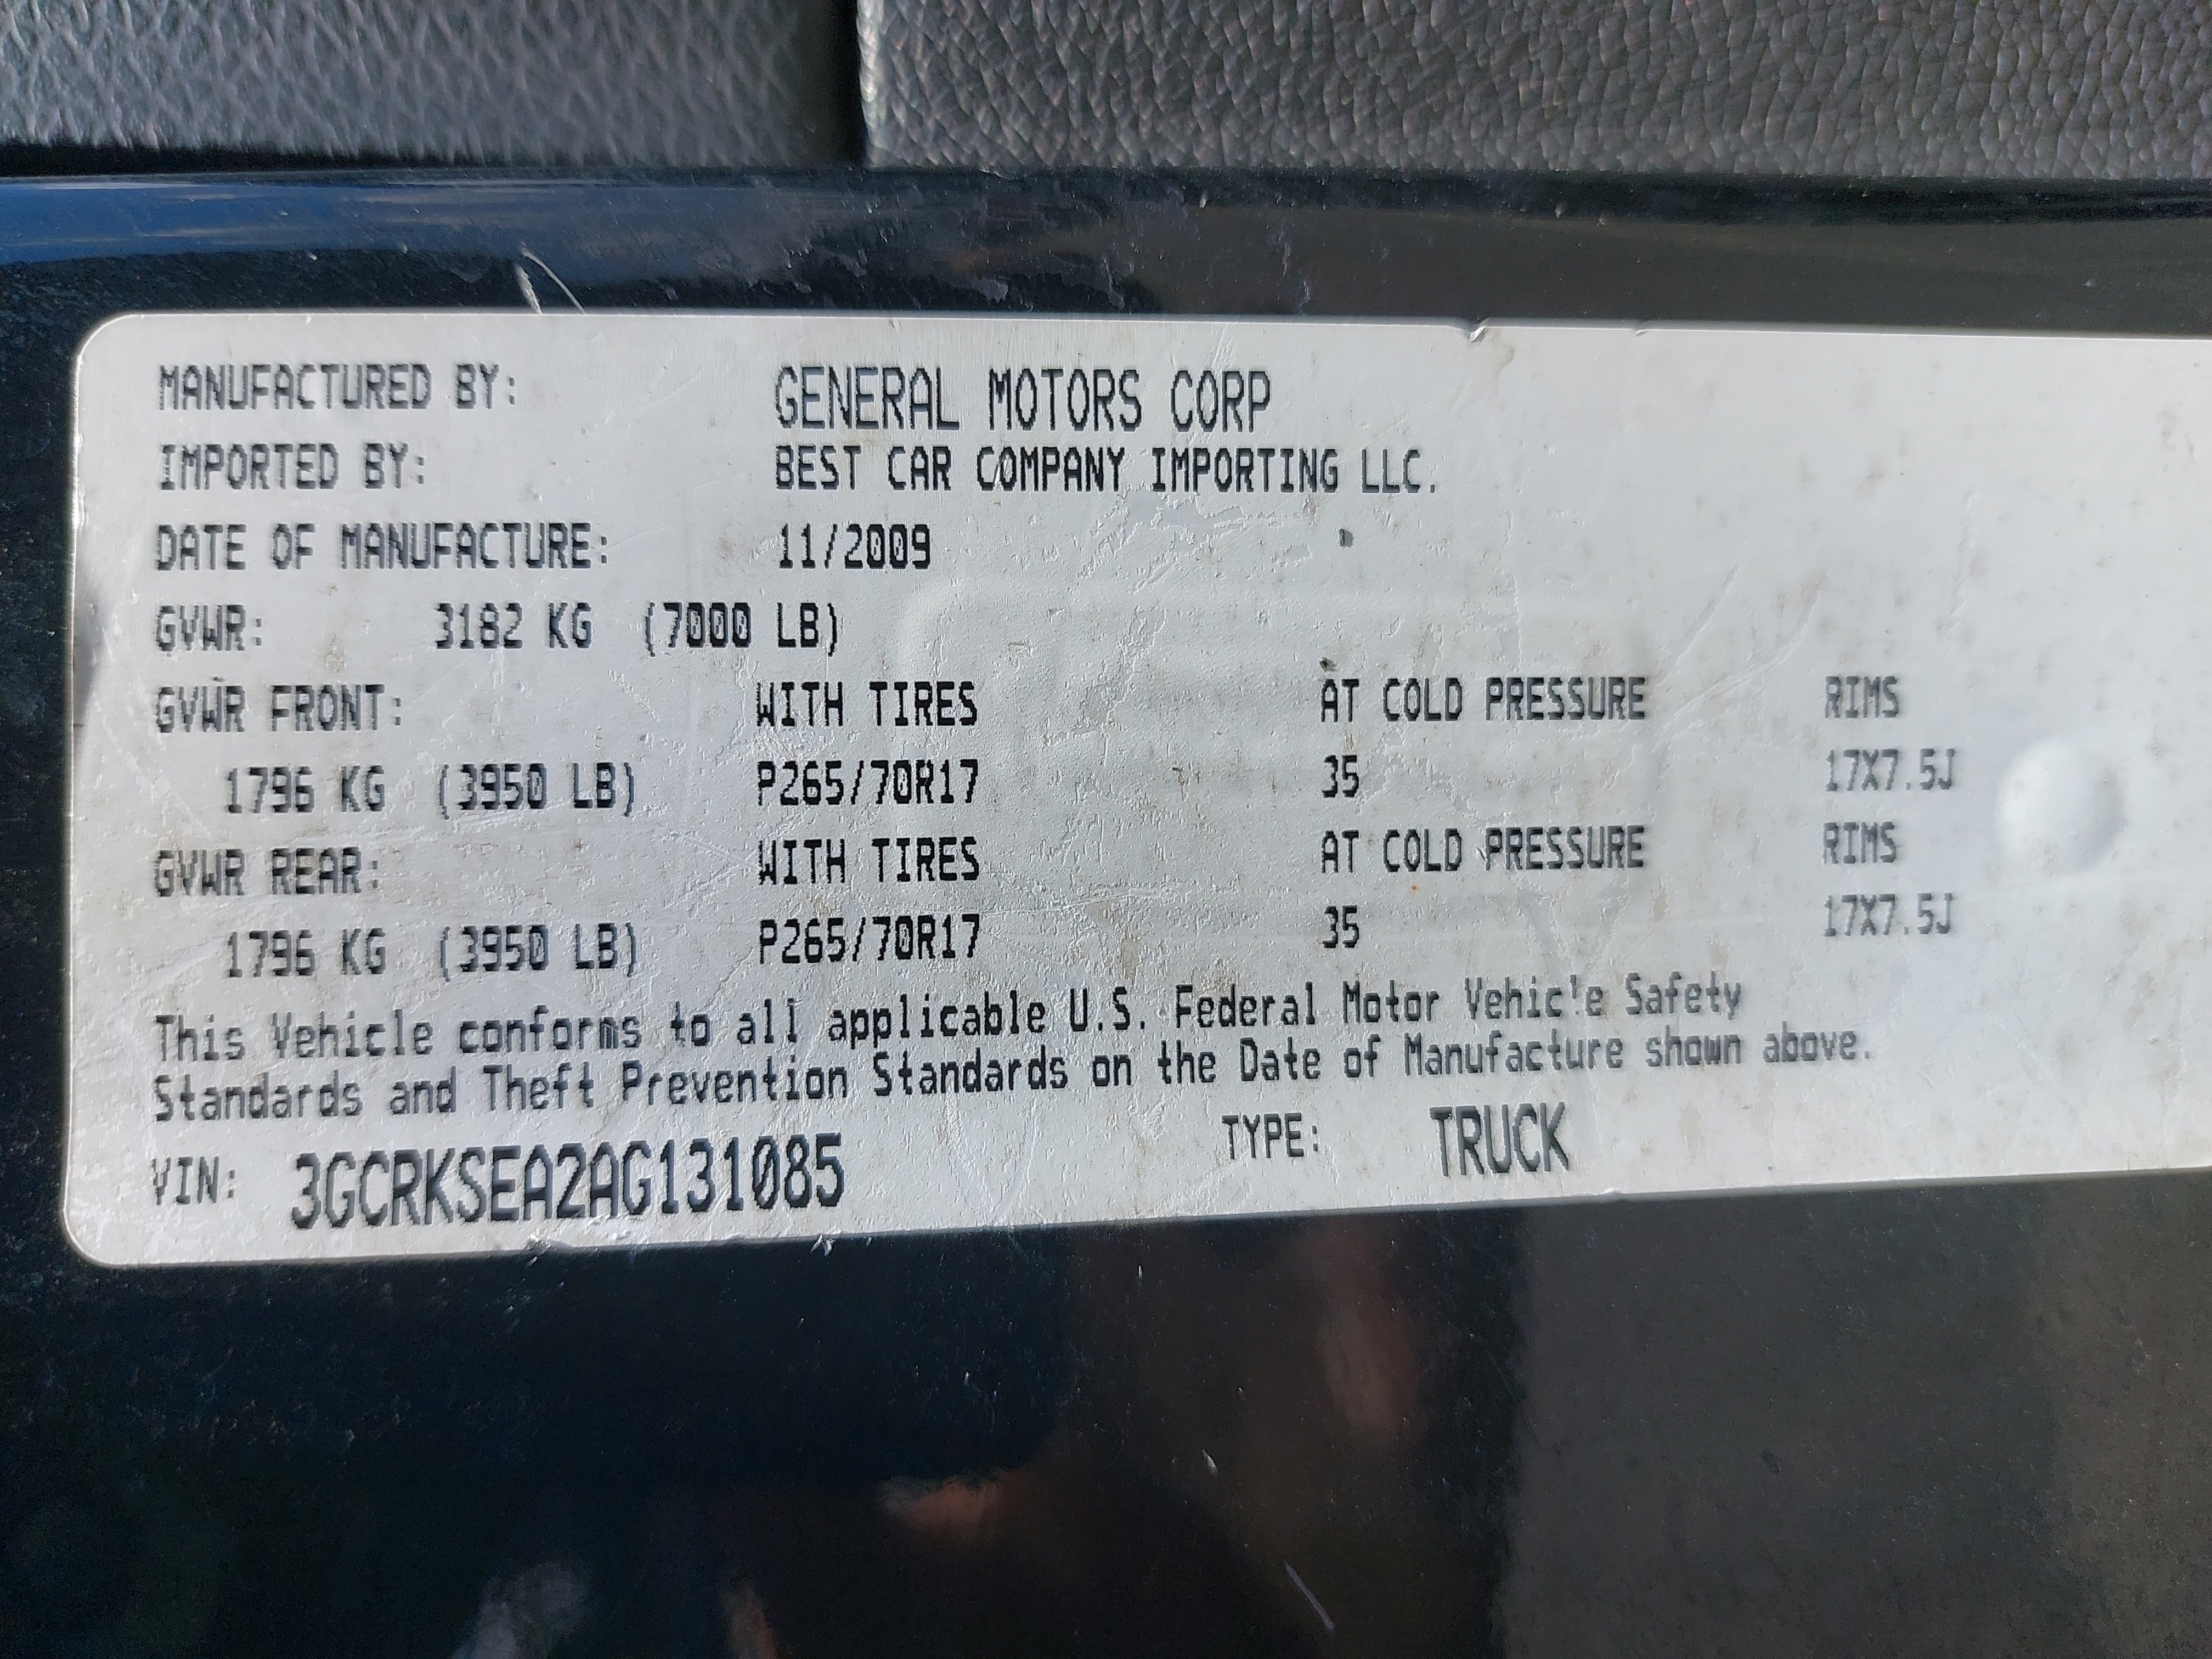 MANUFACTURED BY: GENERAL MOTORS CORP
IMPORTED BY: BEST CAR COMPANY IMPORTING LLC.
DATE OF MANUFACTURE: 11/2009
GVWR: 3182 KG (7000 LB)
GVWR FRONT: WITH TIRES AT COLD PRESSURE RIMS
1796 KG (3950 LB) P265/70R17 35 17X7.5J
GVWR REAR: WITH TIRES AT COLD PRESSURE RIMS
1796 KG (3950 LB) P265/70R17 35 17X7.5J
This Vehicle conforms to all applicable U.S. Federal Motor Vehicle Safety
Standards and Theft Prevention Standards on the Date of Manufacture shown above.
VIN: 3GCRKSEA2AG131085 TYPE: TRUCK